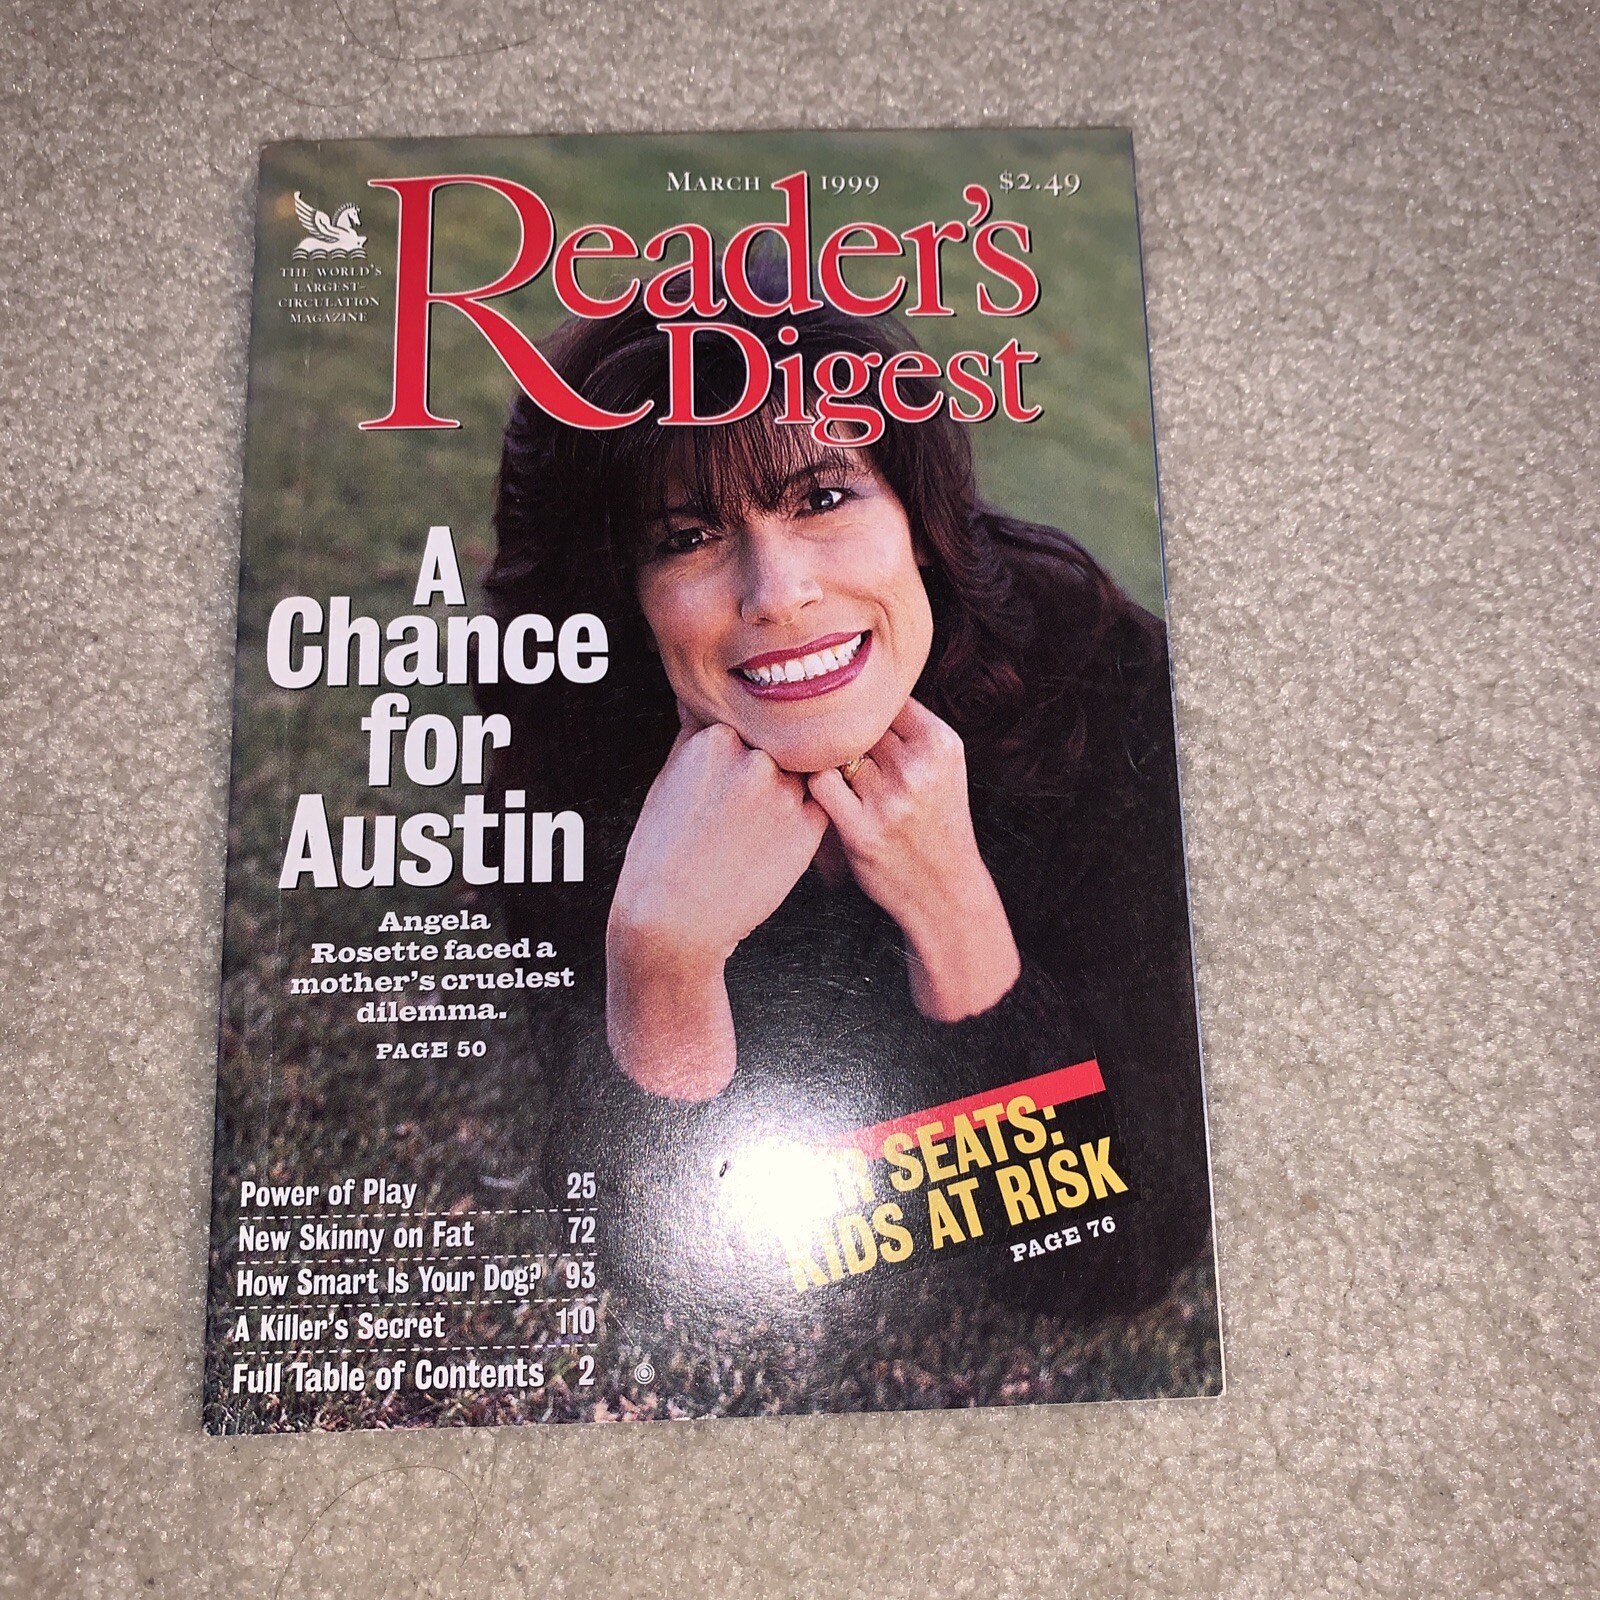 MARCH 1999
$2.49
THE WORLD'S
LARGEST-
CIRCULATION
MAGAZINE
Reader's
Digest
A
Chance
for
Austin
Angela
Rosette faced a
mother's cruelest
dilemma.
PAGE 50
SEATS:
KIDS AT RISK
PAGE 76
Power of Play 25
New Skinny on Fat 72
How Smart Is Your Dog? 93
A Killer's Secret 110
Full Table of Contents 2